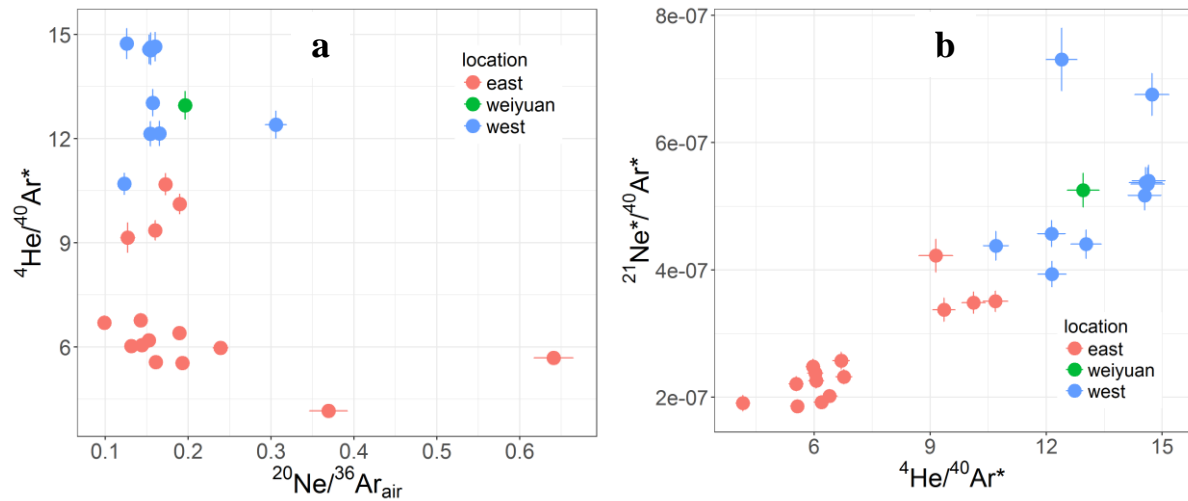 a
15
12
9
6
⁴He/⁴⁰Ar*
location
east
weiyuan
west
0.1 0.2 0.3 0.4 0.5 0.6
²⁰Ne/³⁶Ar_air
b
8e-07
6e-07
4e-07
2e-07
²¹Ne*/⁴⁰Ar*
location
east
weiyuan
west
6 9 12 15
⁴He/⁴⁰Ar*